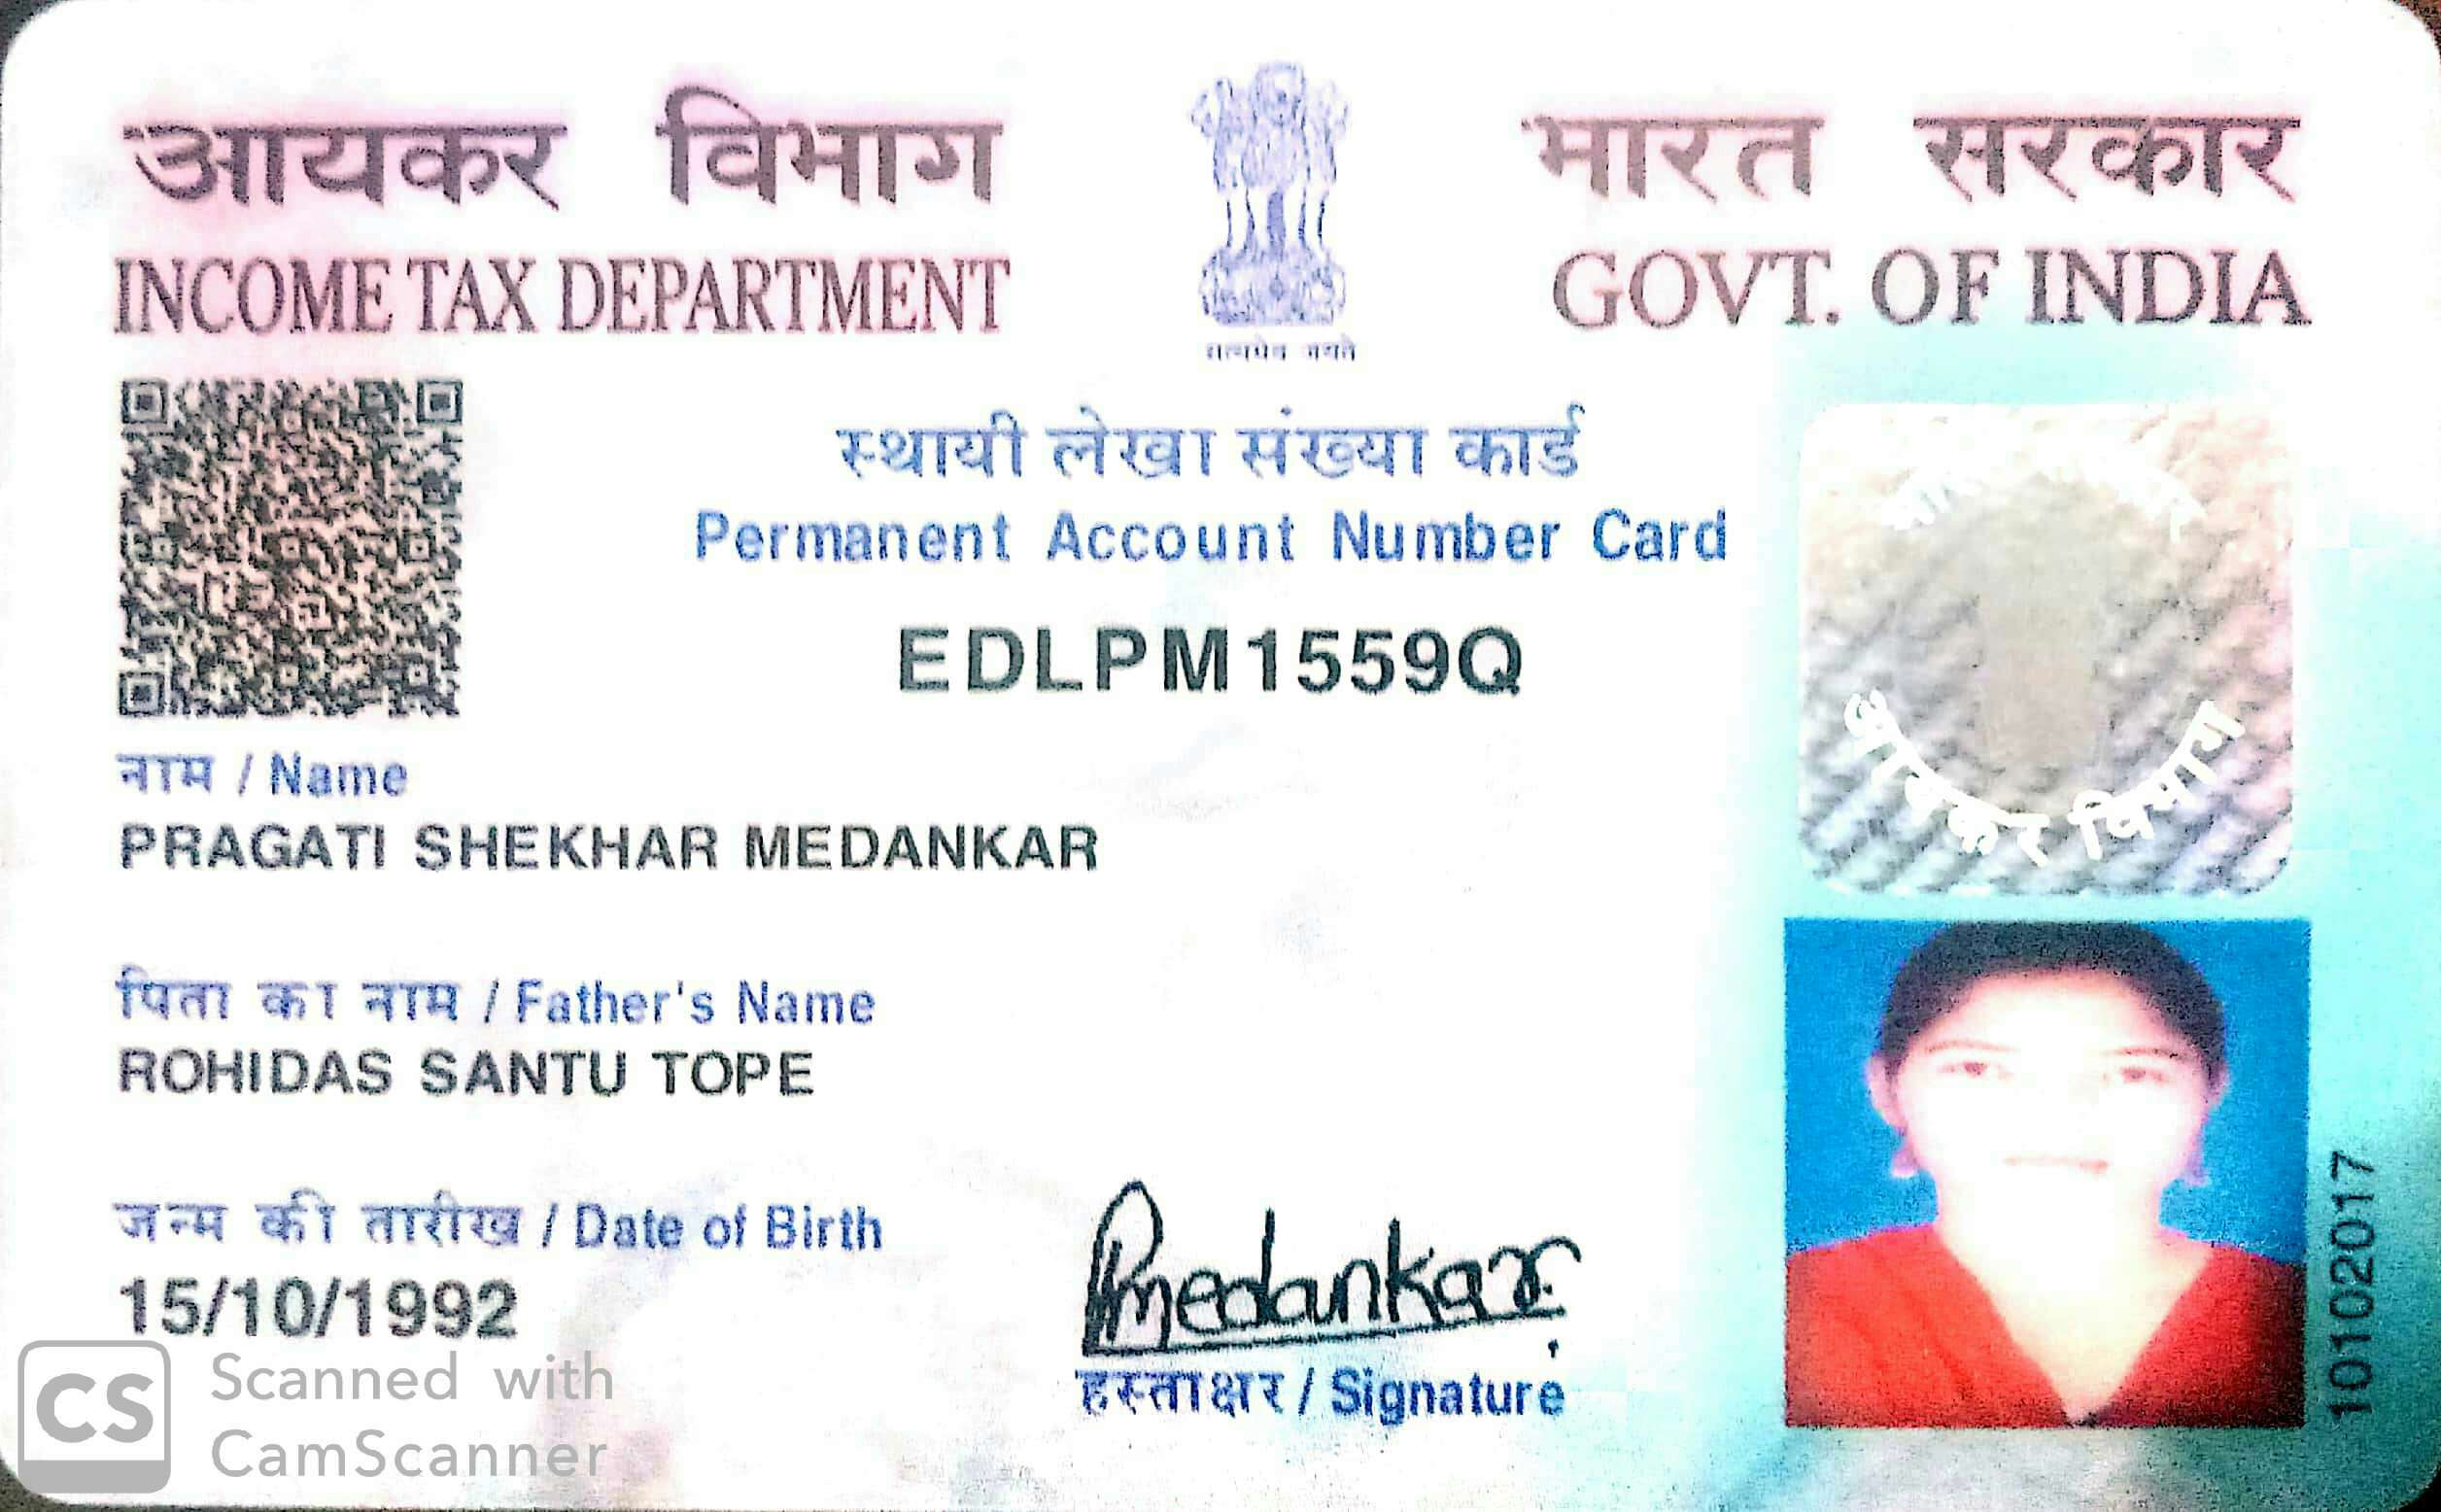 आयकर विभाग
INCOME TAX DEPARTMENT
सत्यमेव जयते
भारत सरकार
GOVT. OF INDIA
स्थायी लेखा संख्या कार्ड
Permanent Account Number Card
EDLPM1559Q
आयकर विभाग
नाम / Name
PRAGATI SHEKHAR MEDANKAR
पिता का नाम / Father's Name
ROHIDAS SANTU TOPE
जन्म की तारीख / Date of Birth
15/10/1992
Pmedankar
हस्ताक्षर / Signature
10102017
CS Scanned with
CamScanner